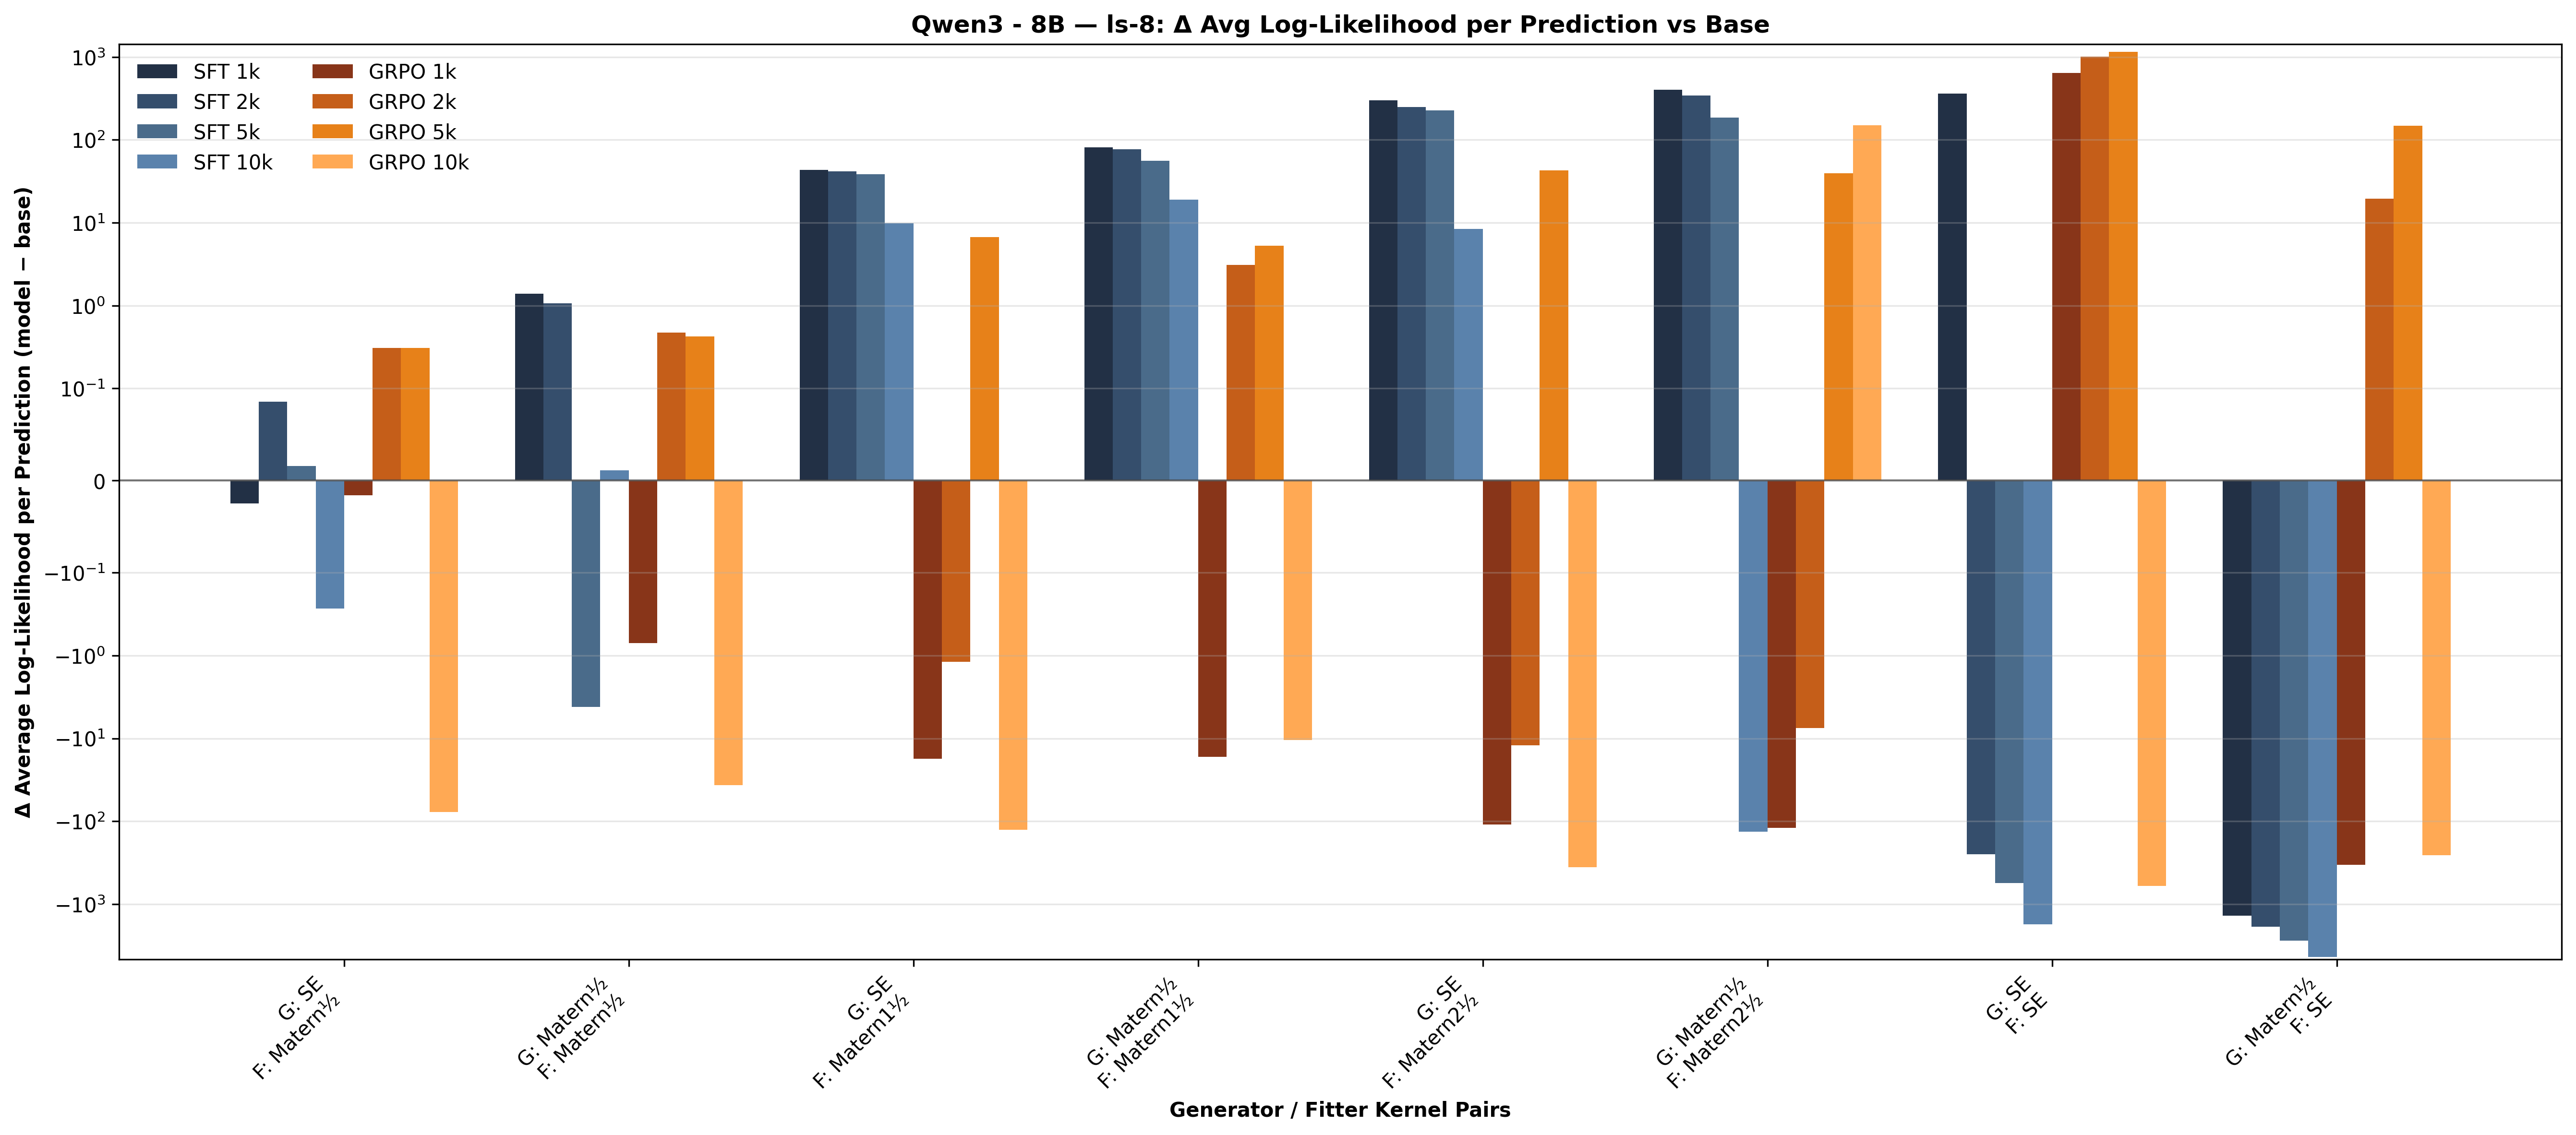 Qwen3 - 8B — ls-8: Δ Avg Log-Likelihood per Prediction vs Base
SFT 1k
SFT 2k
SFT 5k
SFT 10k
GRPO 1k
GRPO 2k
GRPO 5k
GRPO 10k
Δ Average Log-Likelihood per Prediction (model − base)
10³
10²
10¹
10⁰
10⁻¹
0
−10⁻¹
−10⁰
−10¹
−10²
−10³
G: SE
F: Matern½
G: Matern½
F: Matern½
G: SE
F: Matern1½
G: Matern½
F: Matern1½
G: SE
F: Matern2½
G: Matern½
F: Matern2½
G: SE
F: SE
G: Matern½
F: SE
Generator / Fitter Kernel Pairs